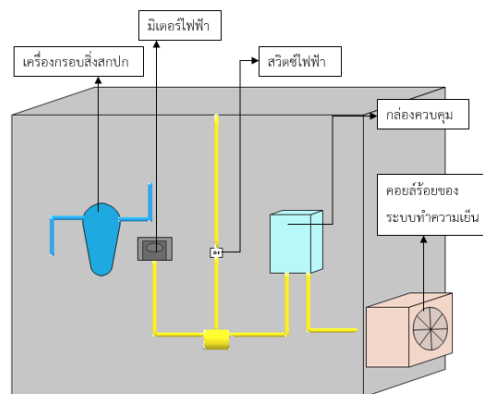 มิเตอร์ไฟฟ้า
เครื่องกรอบสิ่งสกปก
สวิตช์ไฟฟ้า
กล่องควบคุม
คอยล์ร้อยของ
ระบบทำความเย็น